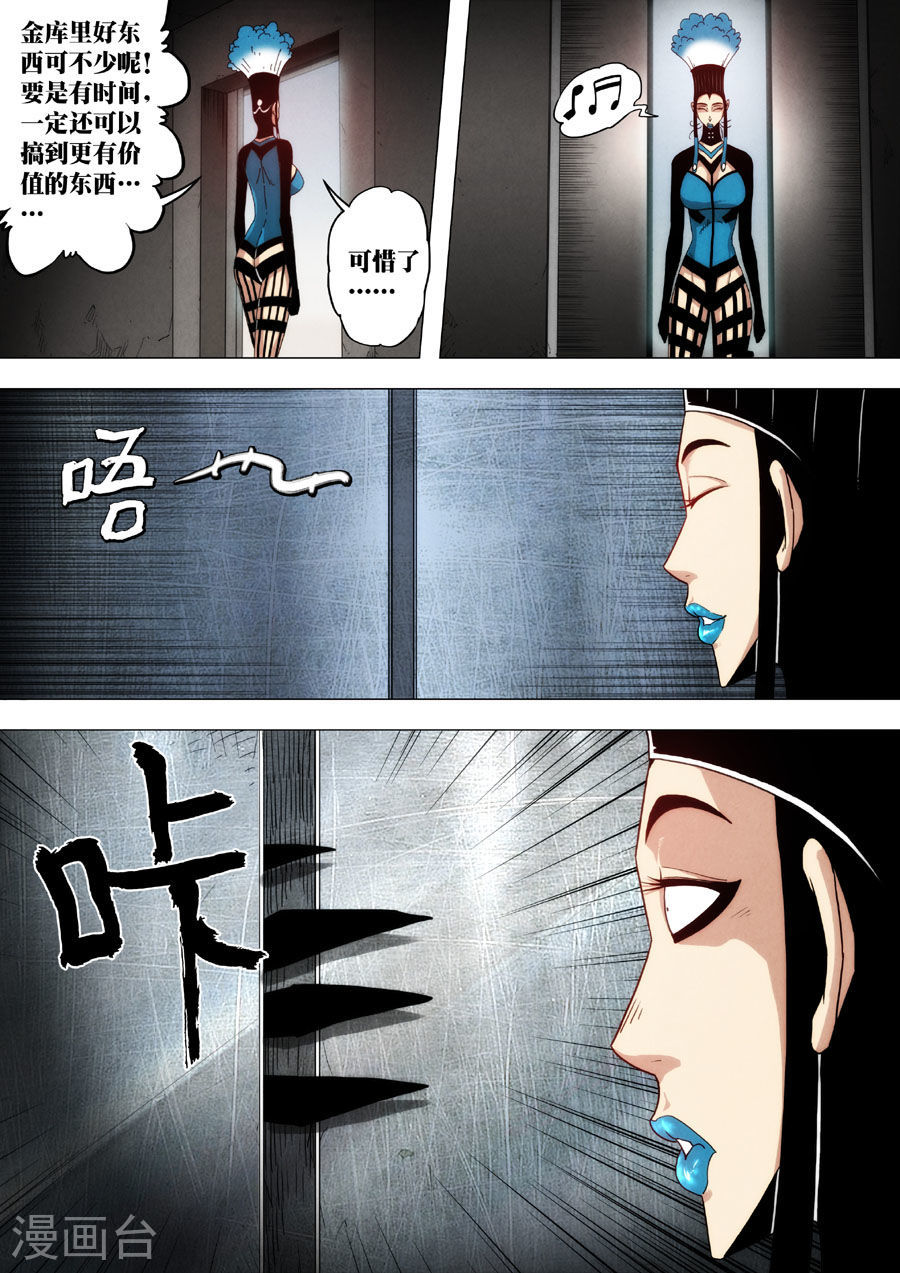 金库里好东
西可不少呢！
要是有时间，
一定还可以
搞到更有价
值的东西……
……
可惜了
……
唔
咔
漫画台